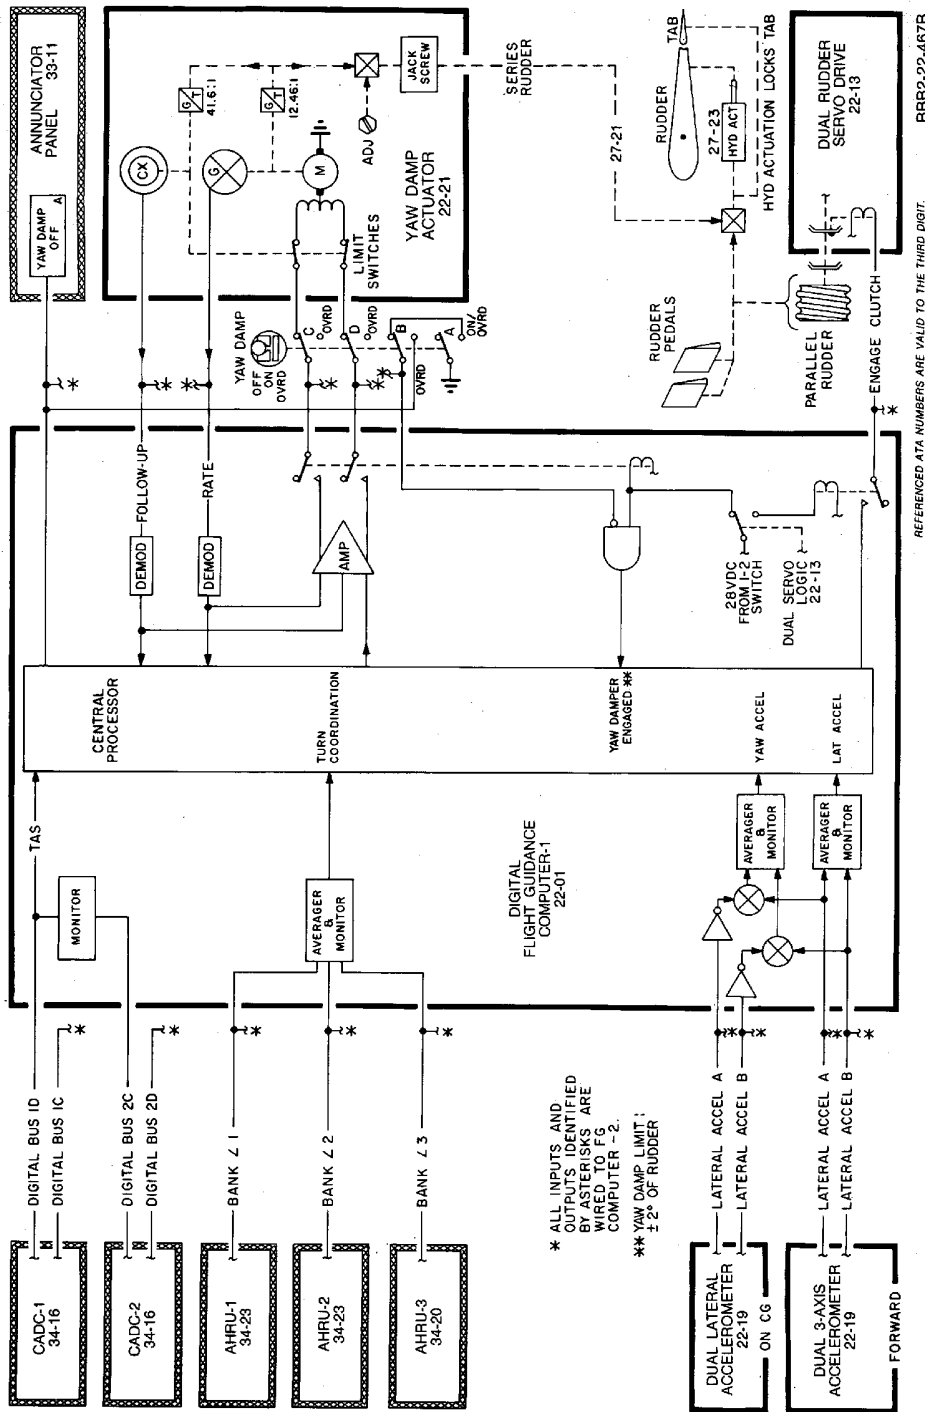 CADC-1
34-16
CADC-2
34-16
AHRU-1
34-23
AHRU-2
34-23
AHRU-3
34-20
DUAL LATERAL
ACCELEROMETER
22-19
ON CG
DUAL 3-AXIS
ACCELEROMETER
22-19
FORWARD
DIGITAL BUS 1D
DIGITAL BUS 1C
DIGITAL BUS 2C
DIGITAL BUS 2D
BANK ∠ 1
BANK ∠ 2
BANK ∠ 3
* ALL INPUTS AND
OUTPUTS IDENTIFIED
BY ASTERISKS ARE
WIRED TO FG
COMPUTER -2.
** YAW DAMP LIMIT:
±2° OF RUDDER
LATERAL ACCEL A
LATERAL ACCEL B
LATERAL ACCEL A
LATERAL ACCEL B
TAS
MONITOR
AVERAGER
&
MONITOR
DIGITAL
FLIGHT GUIDANCE
COMPUTER-1
22-01
AVERAGER
&
MONITOR
AVERAGER
&
MONITOR
CENTRAL
PROCESSOR
TURN
COORDINATION
YAW DAMPER
ENGAGED **
YAW ACCEL
LAT ACCEL
DEMOD
FOLLOW-UP
DEMOD
RATE
AMP
28VDC
FROM 1-2
SWITCH
DUAL SERVO
LOGIC
22-13
ANNUNCIATOR
PANEL 33-11
YAW DAMP
OFF
A
YAW DAMP
OFF
ON
OVRD
C
OVRD
D
OVRD
B
OVRD
A
ON/
OVRD
CX
G
M
G/T
41.6:1
G/T
12.46:1
ADJ
JACK
SCREW
LIMIT
SWITCHES
YAW DAMP
ACTUATOR
22-21
SERIES
RUDDER
27-21
RUDDER
TAB
27-23
HYD ACT
HYD ACTUATION LOCKS TAB
RUDDER
PEDALS
PARALLEL
RUDDER
ENGAGE CLUTCH
DUAL RUDDER
SERVO DRIVE
22-13
REFERENCED ATA NUMBERS ARE VALID TO THE THIRD DIGIT.
BBB2-22-467B